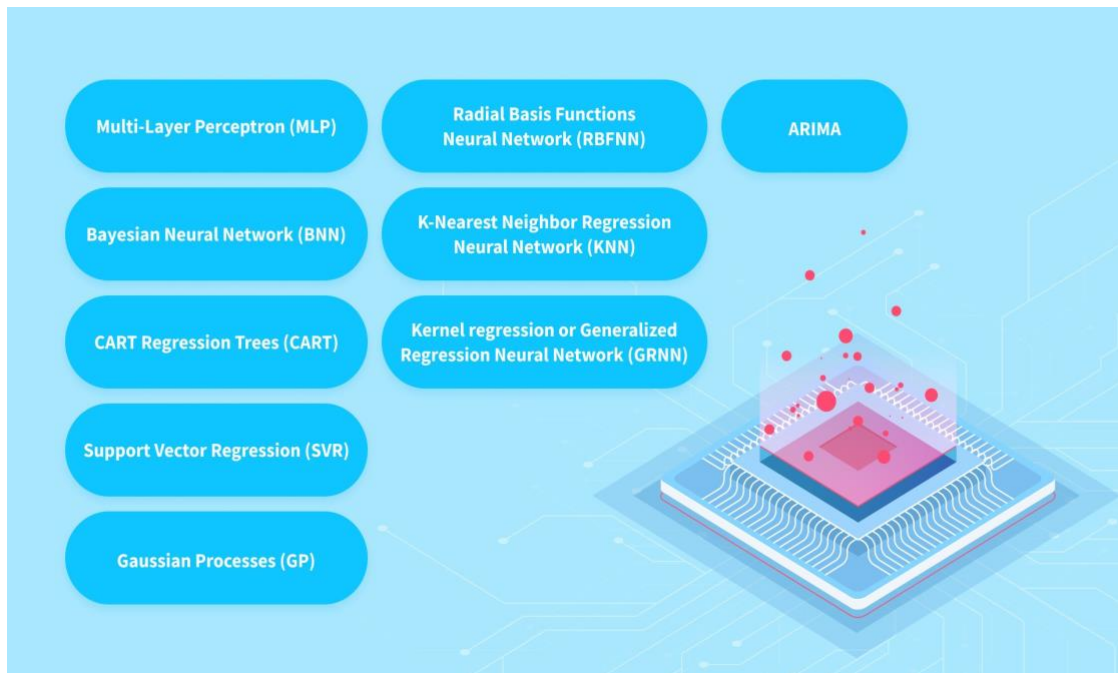 Multi-Layer Perceptron (MLP)
Bayesian Neural Network (BNN)
CART Regression Trees (CART)
Support Vector Regression (SVR)
Gaussian Processes (GP)
Radial Basis Functions
Neural Network (RBFNN)
K-Nearest Neighbor Regression
Neural Network (KNN)
Kernel regression or Generalized
Regression Neural Network (GRNN)
ARIMA